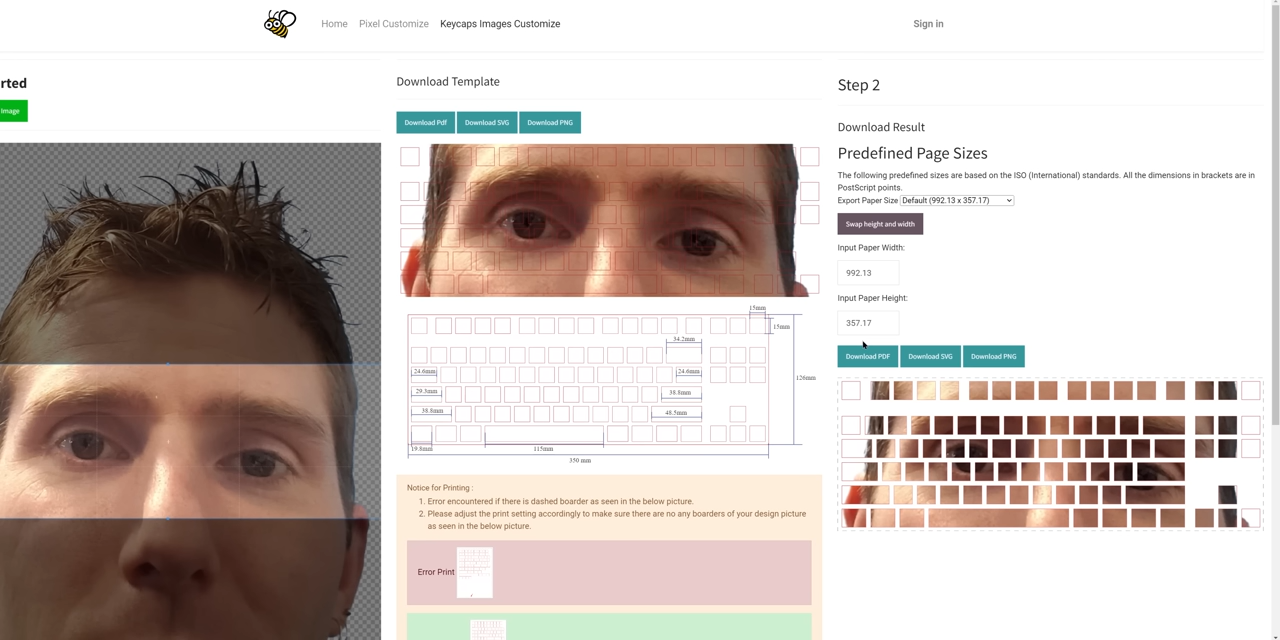 Home Pixel Customize Keycaps Images Customize Sign in
rted
Image
Download Template
Download Pdf Download SVG Download PNG
15mm
15mm
34.2mm
24.6mm 24.6mm
126mm
29.3mm 38.8mm
38.8mm 48.5mm
19.8mm 115mm
350 mm
Notice for Printing :
1. Error encountered if there is dashed boarder as seen in the below picture.
2. Please adjust the print setting accordingly to make sure there are no any boarders of your design picture
as seen in the below picture.
Error Print
Step 2
Download Result
Predefined Page Sizes
The following predefined sizes are based on the ISO (International) standards. All the dimensions in brackets are in
PostScript points.
Export Paper Size Default (992.13 x 357.17)
Swap height and width
Input Paper Width:
992.13
Input Paper Height:
357.17
Download PDF Download SVG Download PNG